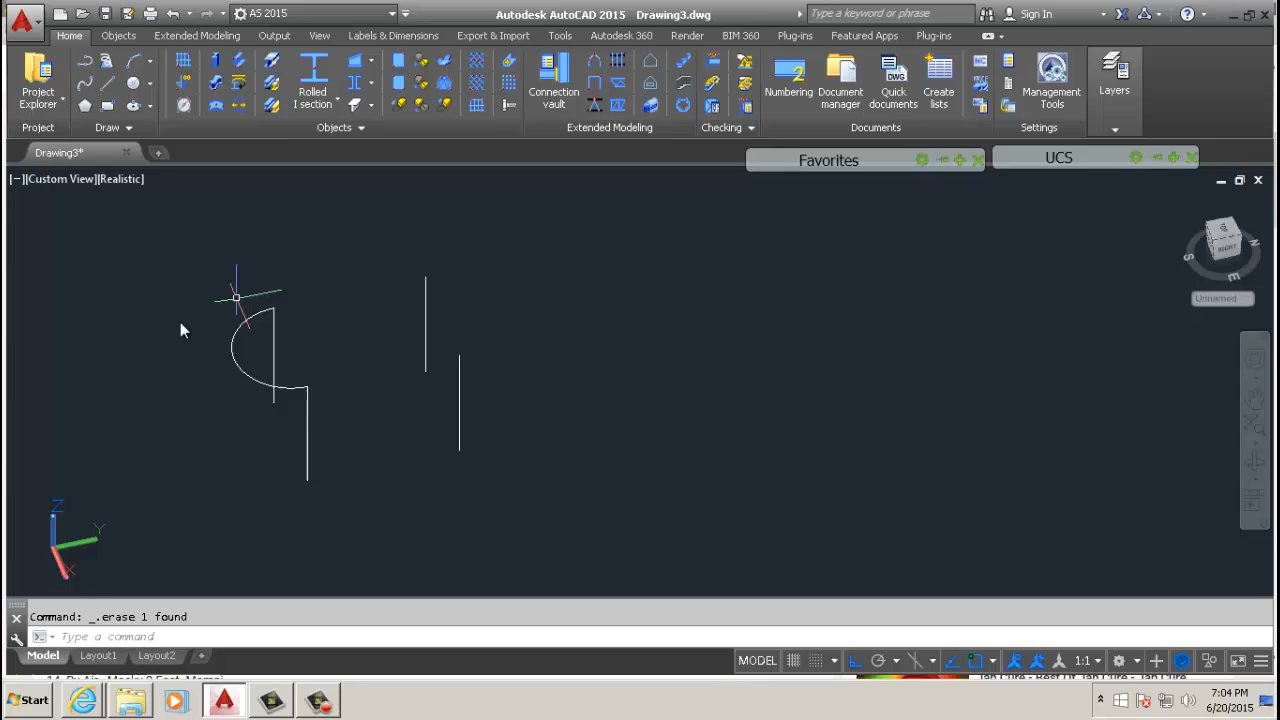 AS 2015
Autodesk AutoCAD 2015 Drawing3.dwg
Type a keyword or phrase
Sign In
Home Objects Extended Modeling Output View Labels & Dimensions Export & Import Tools Autodesk 360 Render BIM 360 Plug-ins Featured Apps Plug-ins
Project Explorer
Rolled I section
Connection vault
Numbering
Document manager
Quick documents
Create lists
Management Tools
Layers
Project Draw Objects Extended Modeling Checking Documents Settings
Drawing3*
Favorites
UCS
[−][Custom View][Realistic]
N
S
E
Unnamed
Z
Y
X
Command: _.erase 1 found
Type a command
Model Layout1 Layout2
MODEL
1:1
Start
7:04 PM
6/20/2015